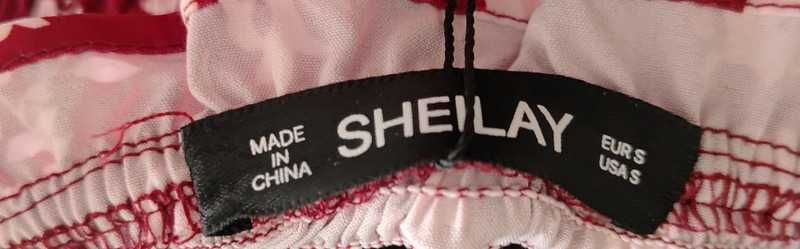 MADE
IN
CHINA
SHEILAY
EUR S
USA S